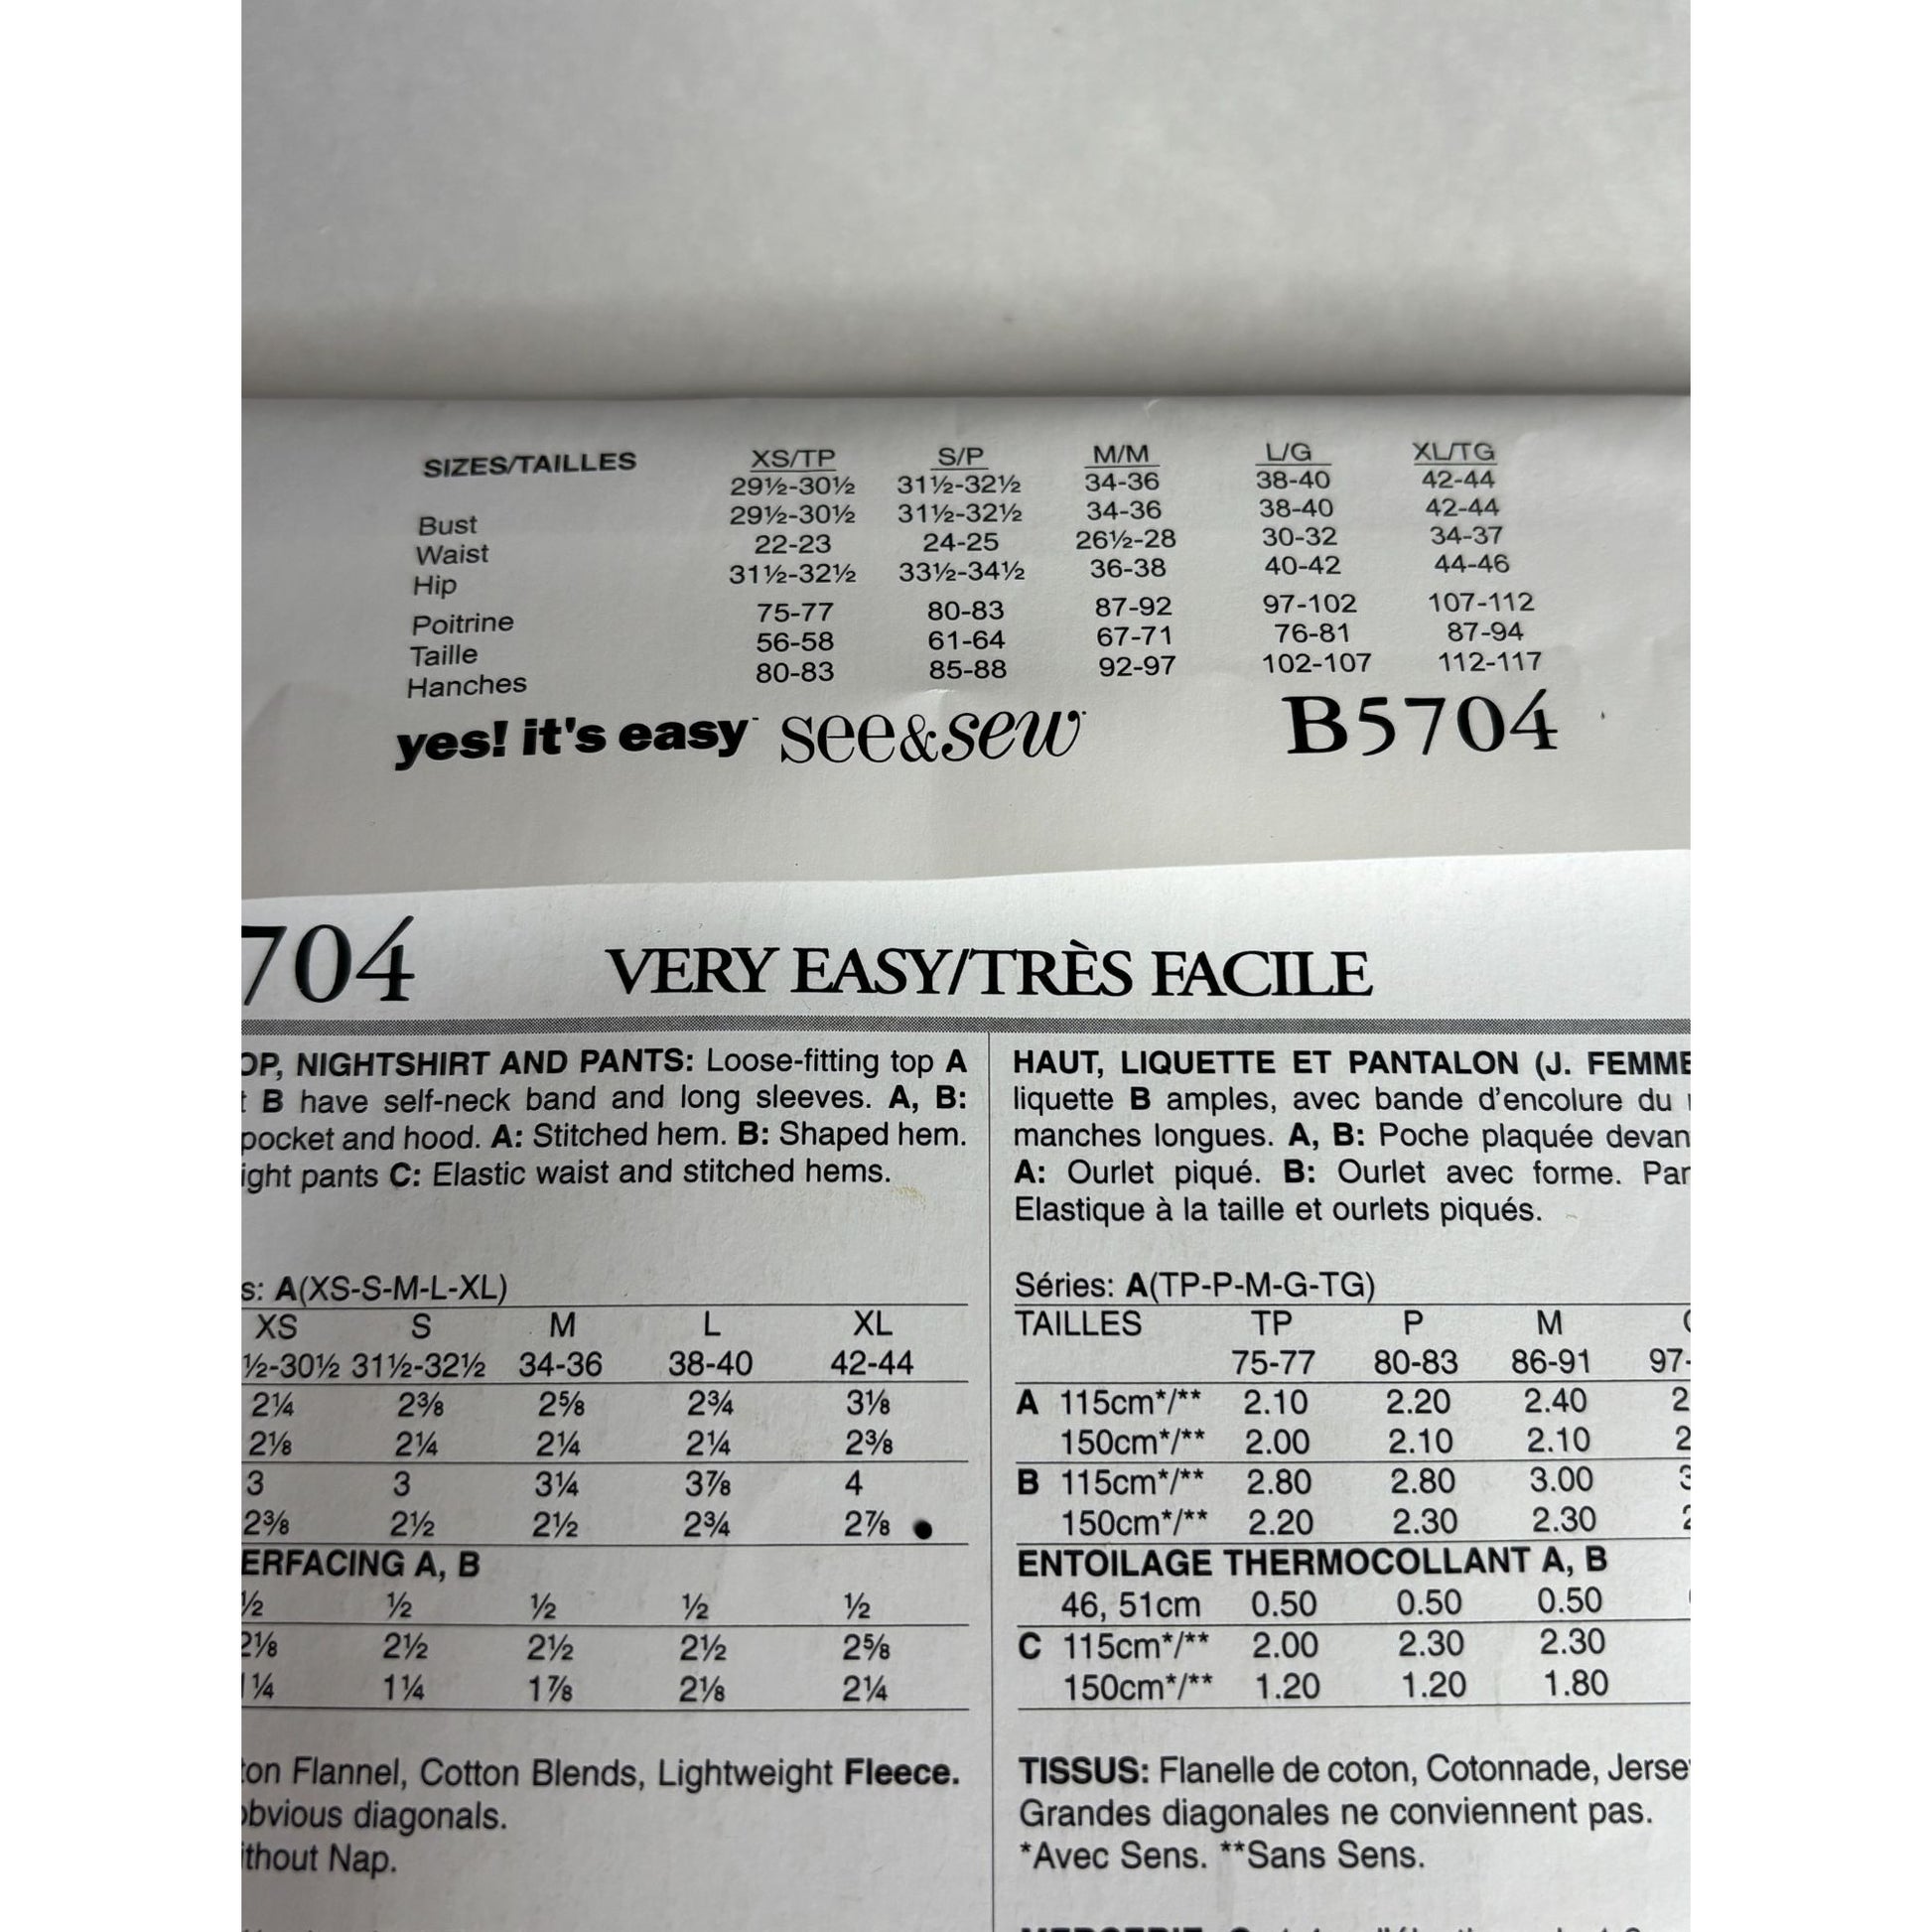 SIZES/TAILLES XS/TP S/P M/M L/G XL/TG
29½-30½ 31½-32½ 34-36 38-40 42-44
Bust 29½-30½ 31½-32½ 34-36 38-40 42-44
Waist 22-23 24-25 26½-28 30-32 34-37
Hip 31½-32½ 33½-34½ 36-38 40-42 44-46
Poitrine 75-77 80-83 87-92 97-102 107-112
Taille 56-58 61-64 67-71 76-81 87-94
Hanches 80-83 85-88 92-97 102-107 112-117
yes! it's easy see&sew B5704
704 VERY EASY/TRÈS FACILE
OP, NIGHTSHIRT AND PANTS: Loose-fitting top A
t B have self-neck band and long sleeves. A, B:
pocket and hood. A: Stitched hem. B: Shaped hem.
ight pants C: Elastic waist and stitched hems.
s: A(XS-S-M-L-XL)
XS S M L XL
½-30½ 31½-32½ 34-36 38-40 42-44
2¼ 2⅜ 2⅝ 2¾ 3⅛
2⅛ 2¼ 2¼ 2¼ 2⅜
3 3 3¼ 3⅞ 4
2⅜ 2½ 2½ 2¾ 2⅞
ERFACING A, B
½ ½ ½ ½ ½
2⅛ 2½ 2½ 2½ 2⅝
1¼ 1¼ 1⅞ 2⅛ 2¼
ton Flannel, Cotton Blends, Lightweight Fleece.
obvious diagonals.
ithout Nap.
HAUT, LIQUETTE ET PANTALON (J. FEMME
liquette B amples, avec bande d'encolure du
manches longues. A, B: Poche plaquée devan
A: Ourlet piqué. B: Ourlet avec forme. Par
Elastique à la taille et ourlets piqués.
Séries: A(TP-P-M-G-TG)
TAILLES TP P M
75-77 80-83 86-91 97-
A 115cm*/** 2.10 2.20 2.40 2
150cm*/** 2.00 2.10 2.10 2
B 115cm*/** 2.80 2.80 3.00 3
150cm*/** 2.20 2.30 2.30 2
ENTOILAGE THERMOCOLLANT A, B
46, 51cm 0.50 0.50 0.50
C 115cm*/** 2.00 2.30 2.30
150cm*/** 1.20 1.20 1.80
TISSUS: Flanelle de coton, Cotonnade, Jerse
Grandes diagonales ne conviennent pas.
*Avec Sens. **Sans Sens.